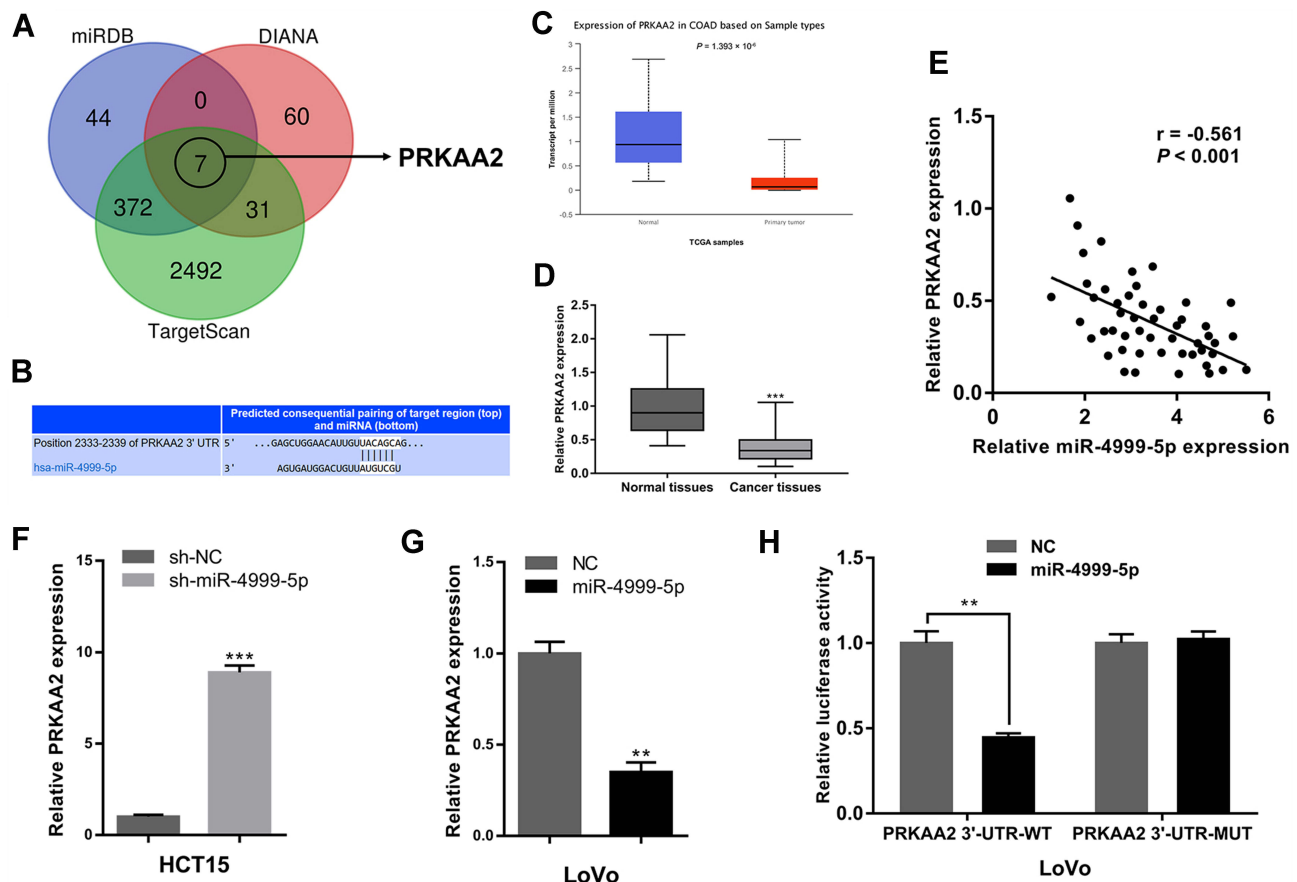 A
miRDB
DIANA
44
0
60
7
PRKAA2
372
31
2492
TargetScan
B
Predicted consequential pairing of target region (top)
and miRNA (bottom)
Position 2333-2339 of PRKAA2 3' UTR 5' ...GAGCUGGAACAUUGUUACAGCAG...
hsa-miR-4999-5p 3' AGUGAUGGACUGUUAUGUCGU
C
Expression of PRKAA2 in COAD based on Sample types
P = 1.393 × 10-6
Transcript per million
3
2.5
2
1.5
1
0.5
0
-0.5
Normal
Primary tumor
TCGA samples
D
Relative PRKAA2 expression
2.5
2.0
1.5
1.0
0.5
0.0
***
Normal tissues
Cancer tissues
E
Relative PRKAA2 expression
1.5
1.0
0.5
0.0
r = -0.561
P < 0.001
0
2
4
6
Relative miR-4999-5p expression
F
sh-NC
sh-miR-4999-5p
Relative PRKAA2 expression
15
10
5
0
***
HCT15
G
NC
miR-4999-5p
Relative PRKAA2 expression
1.5
1.0
0.5
0.0
**
LoVo
H
NC
miR-4999-5p
Relative luciferase activity
1.5
1.0
0.5
0.0
**
PRKAA2 3'-UTR-WT
PRKAA2 3'-UTR-MUT
LoVo